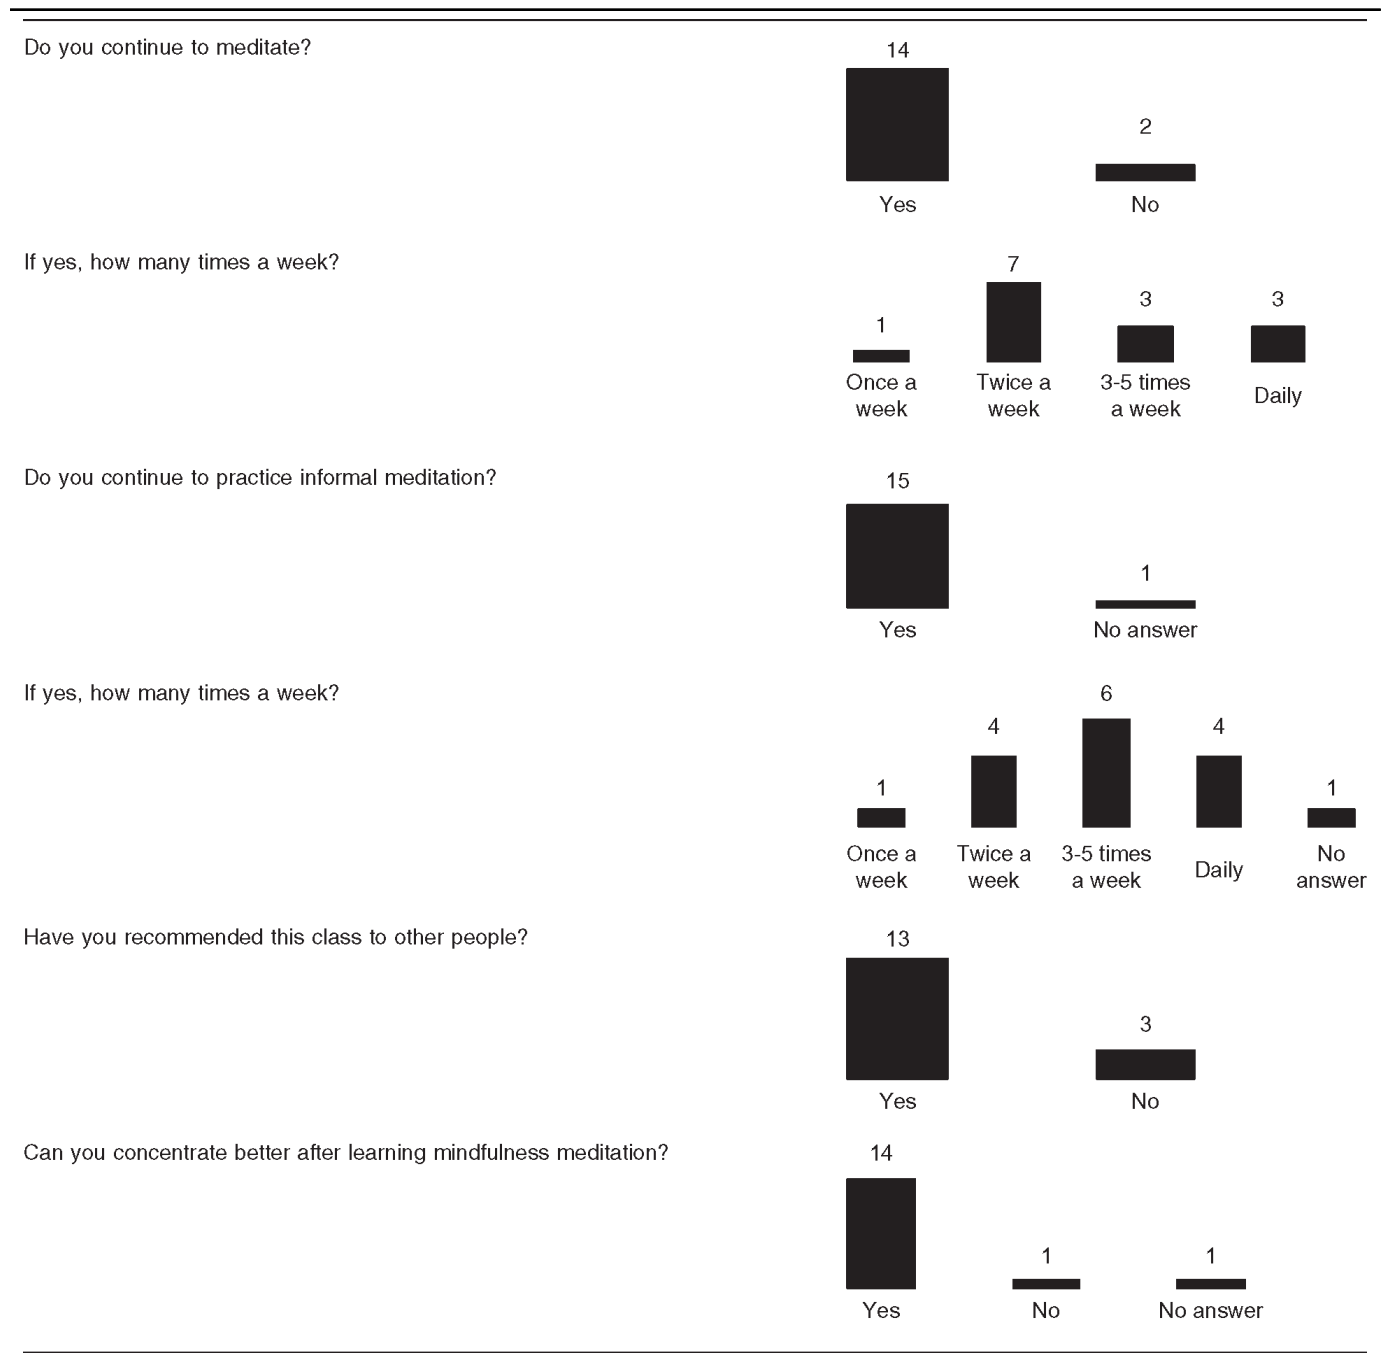 Do you continue to meditate?
14
2
Yes
No
If yes, how many times a week?
7
1
3
3
Once a
week
Twice a
week
3-5 times
a week
Daily
Do you continue to practice informal meditation?
15
1
Yes
No answer
If yes, how many times a week?
6
4
4
1
1
Once a
week
Twice a
week
3-5 times
a week
Daily
No
answer
Have you recommended this class to other people?
13
3
Yes
No
Can you concentrate better after learning mindfulness meditation?
14
1
1
Yes
No
No answer